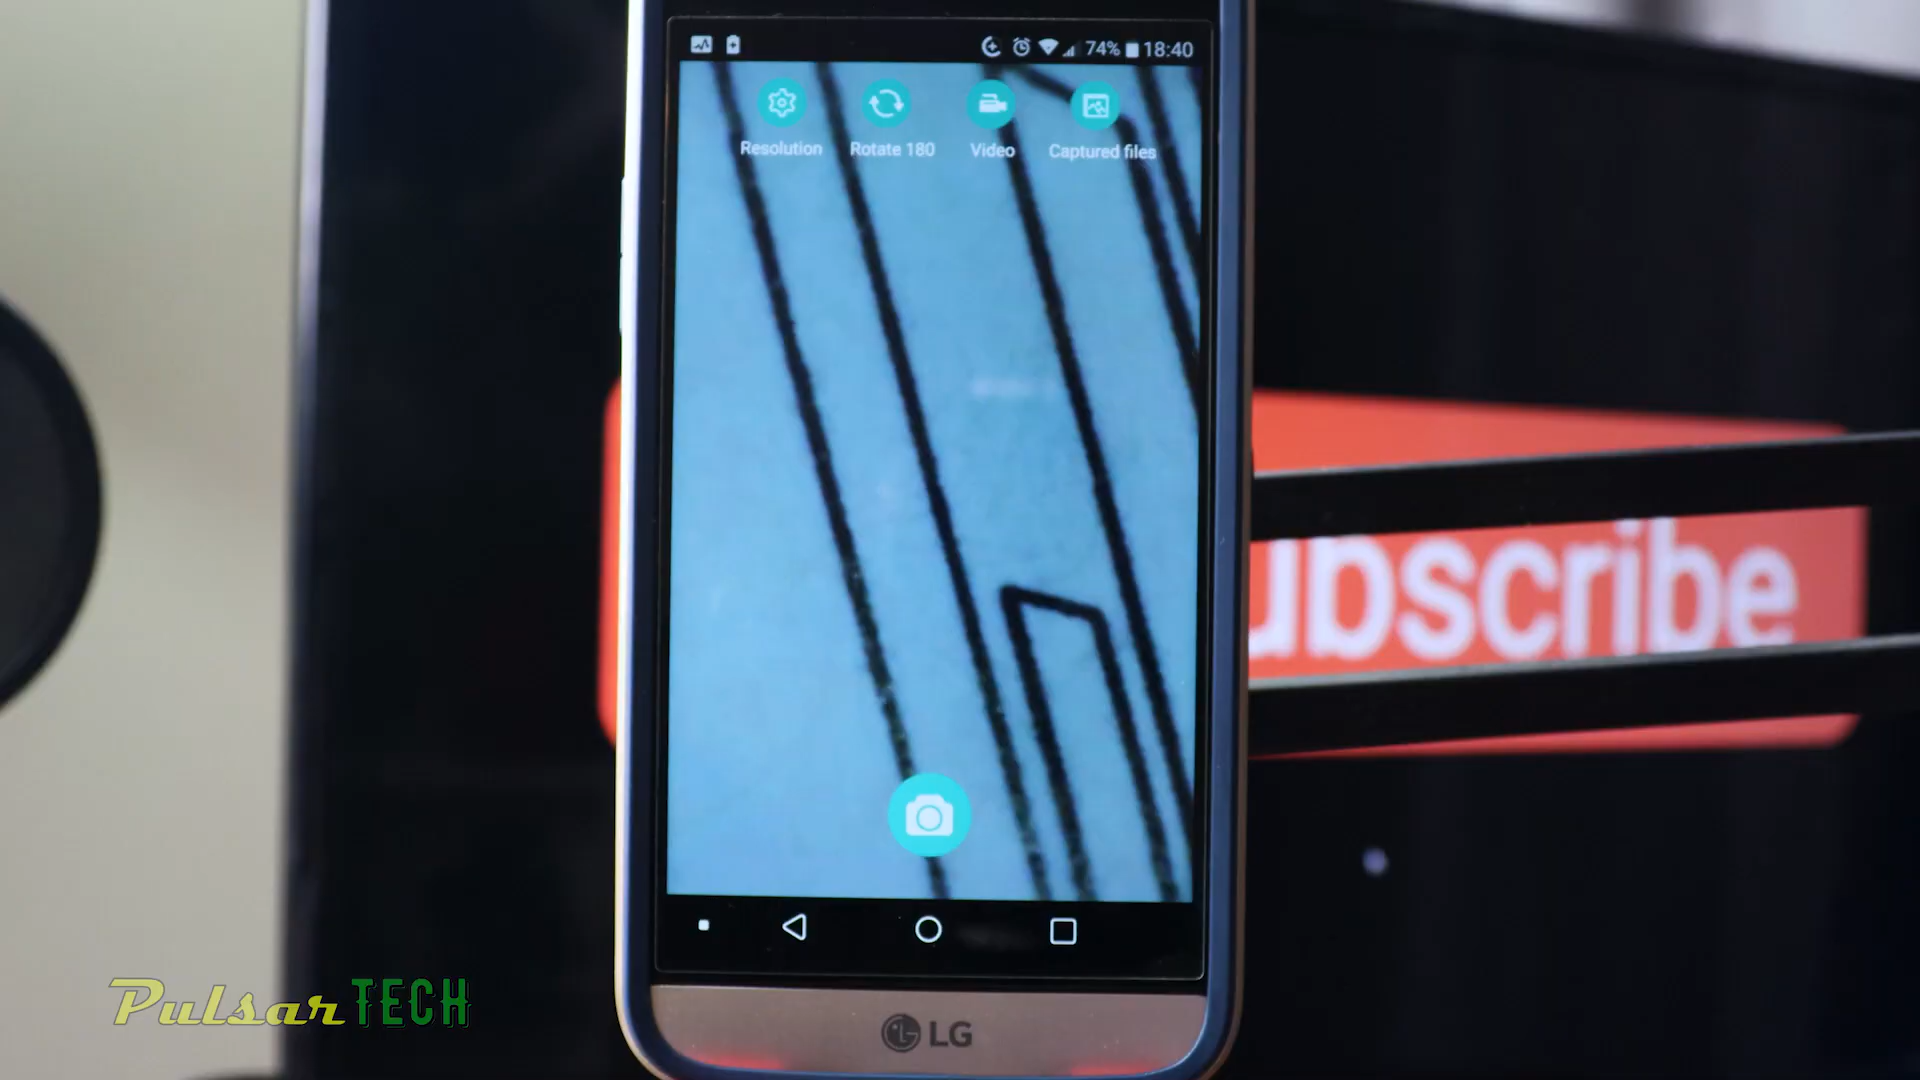 74% 18:40
Resolution Rotate 180 Video Captured files
ubscribe
LG
Pulsar TECH